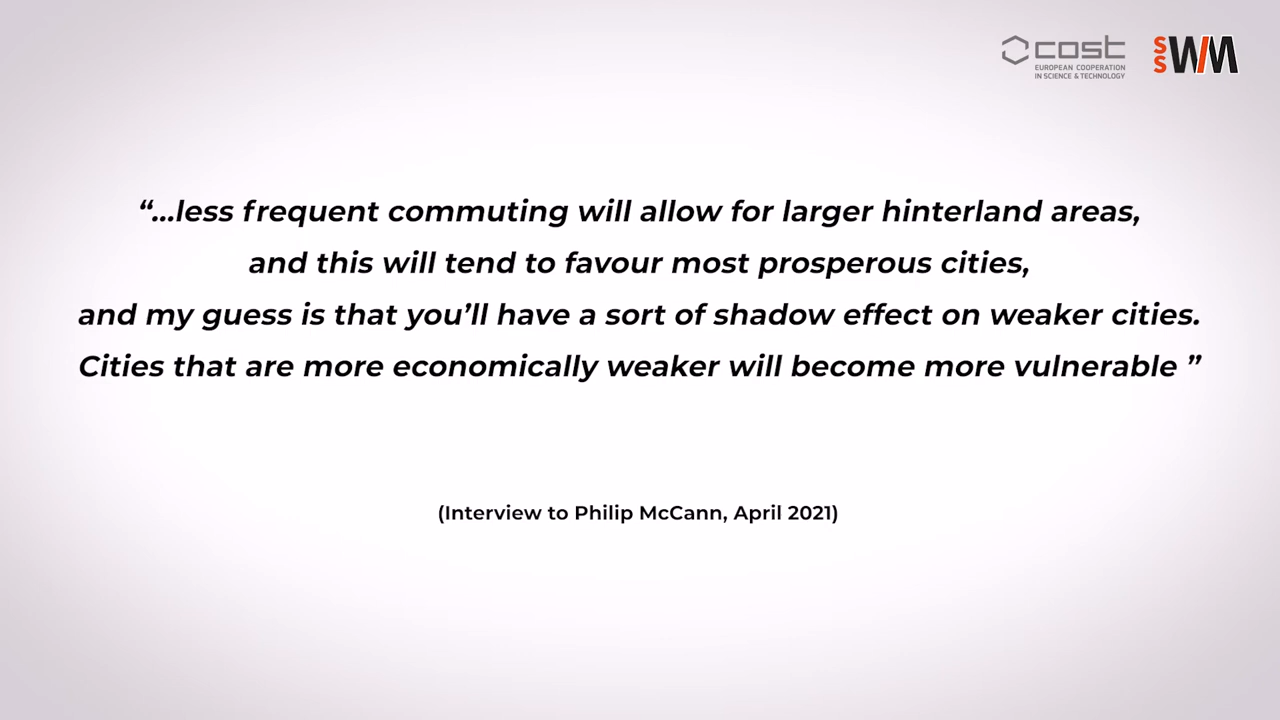 cost
EUROPEAN COOPERATION
IN SCIENCE & TECHNOLOGY
SS WM
“...less frequent commuting will allow for larger hinterland areas,
and this will tend to favour most prosperous cities,
and my guess is that you’ll have a sort of shadow effect on weaker cities.
Cities that are more economically weaker will become more vulnerable ”
(Interview to Philip McCann, April 2021)